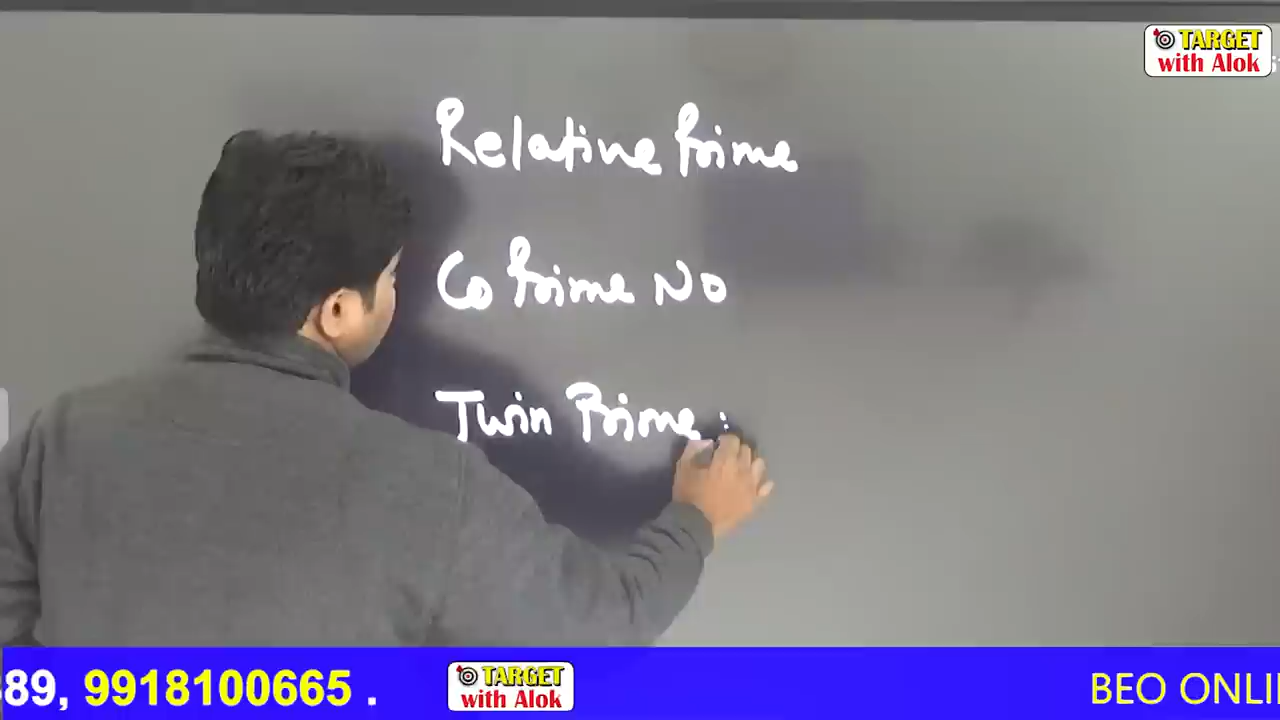 TARGET
with Alok
Relative Prime
Co Prime No
Twin Prime :
89, 9918100665 .
TARGET
with Alok
BEO ONLI